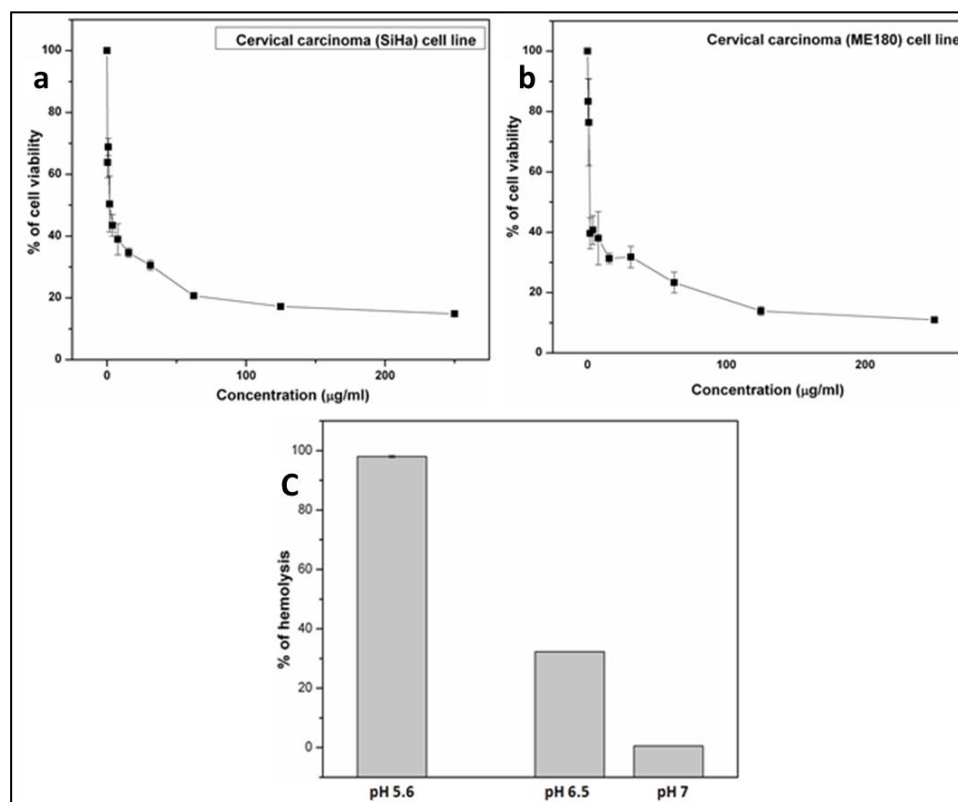 Cervical carcinoma (SiHa) cell line
a
100
80
60
40
20
0
% of cell viability
0
100
200
Concentration (µg/ml)
Cervical carcinoma (ME180) cell line
b
100
80
60
40
20
0
% of cell viability
0
100
200
Concentration (µg/ml)
C
100
80
60
40
20
0
% of hemolysis
pH 5.6
pH 6.5
pH 7